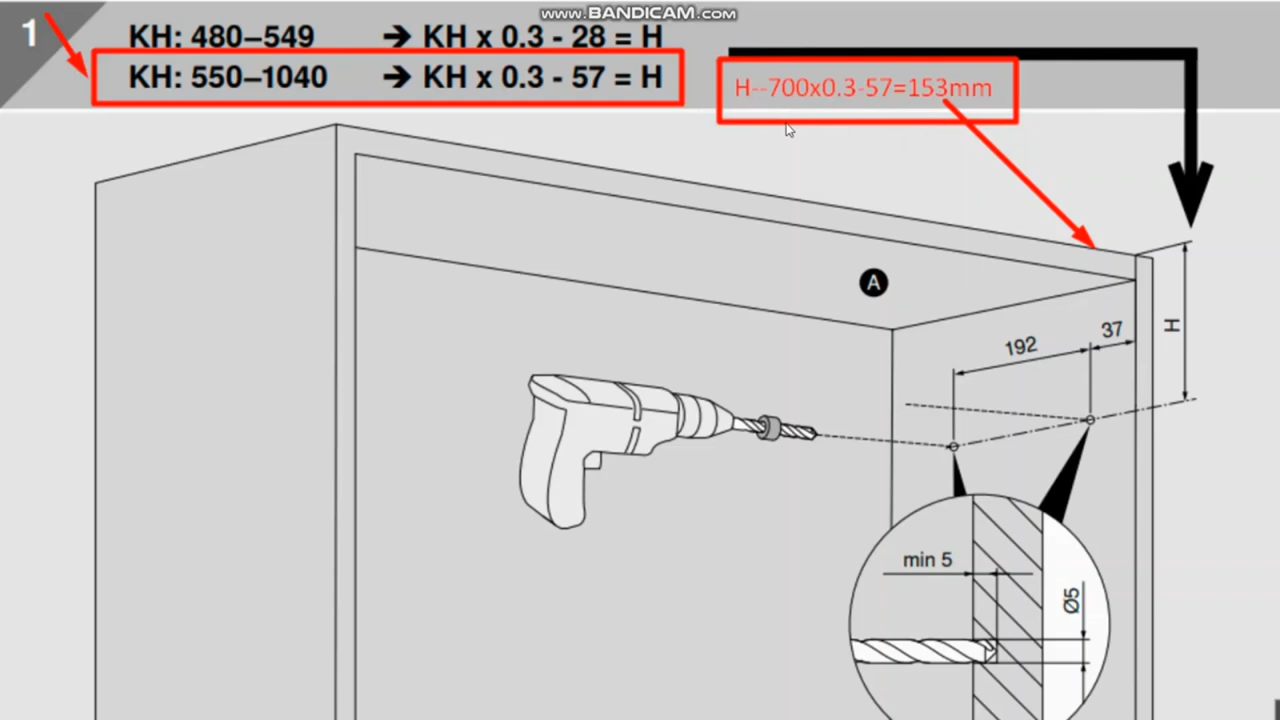 www.BANDICAM.com
1
KH: 480–549 ➔ KH x 0.3 - 28 = H
KH: 550–1040 ➔ KH x 0.3 - 57 = H
H--700x0.3-57=153mm
A
H
37
192
min 5
Ø5